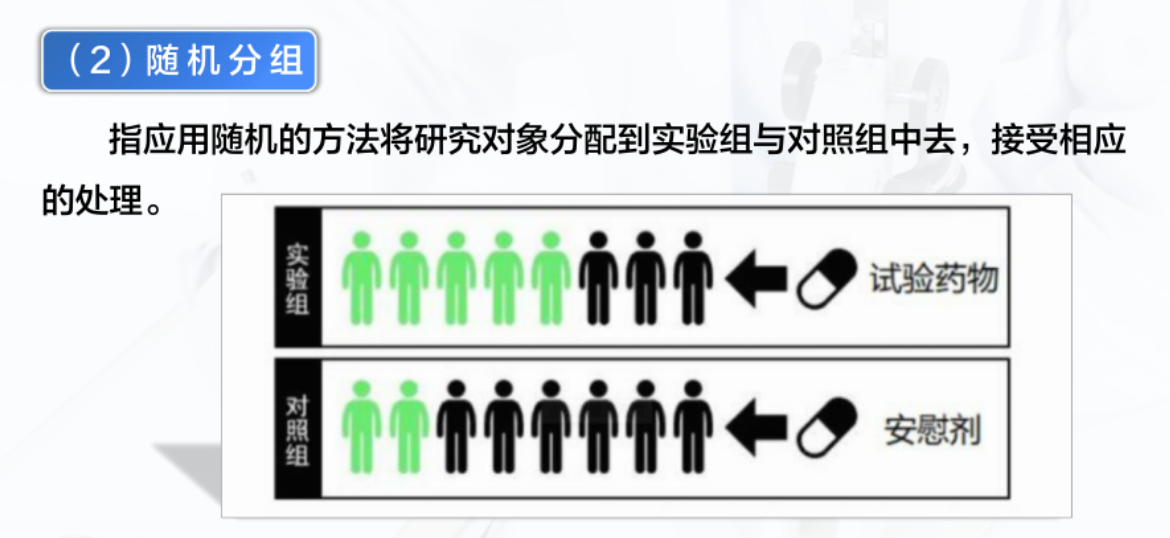 （2）随机分组
指应用随机的方法将研究对象分配到实验组与对照组中去，接受相应
的处理。
实验组
试验药物
对照组
安慰剂